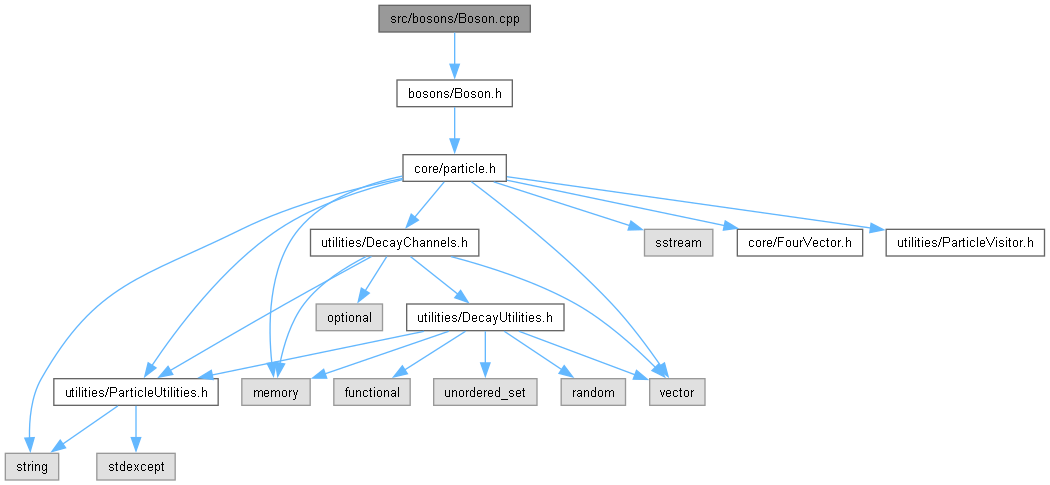 src/bosons/Boson.cpp
bosons/Boson.h
core/particle.h
utilities/DecayChannels.h
sstream
core/FourVector.h
utilities/ParticleVisitor.h
optional
utilities/DecayUtilities.h
utilities/ParticleUtilities.h
memory
functional
unordered_set
random
vector
string
stdexcept